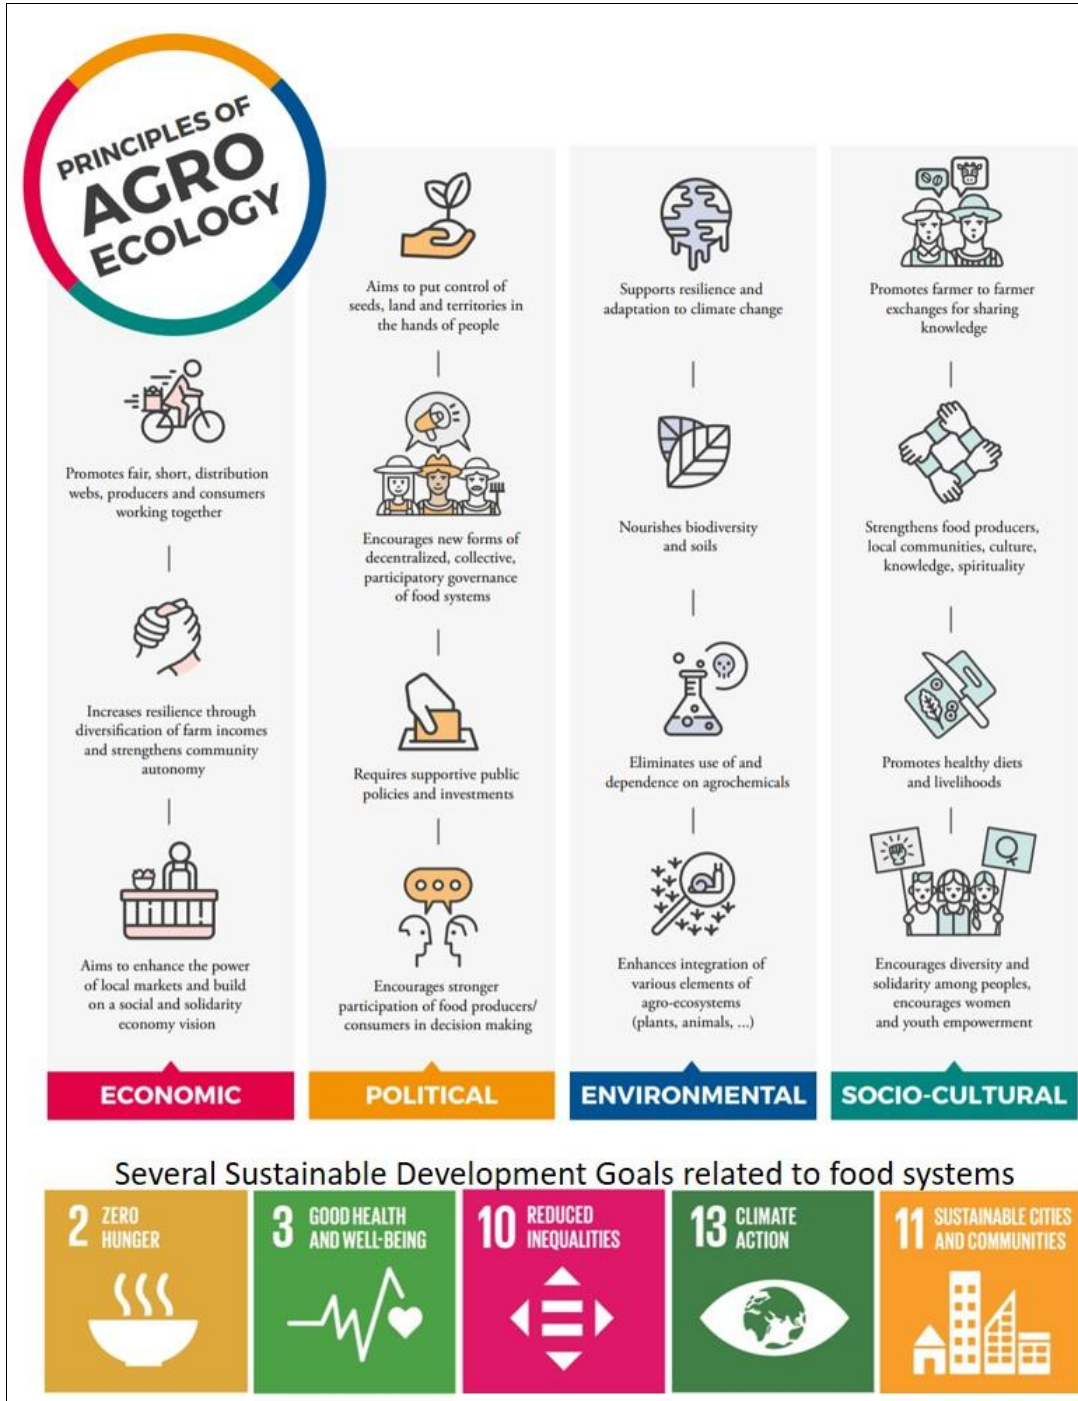 PRINCIPLES OF
AGRO
ECOLOGY
Promotes fair, short, distribution
webs, producers and consumers
working together
Increases resilience through
diversification of farm incomes
and strengthens community
autonomy
Aims to enhance the power
of local markets and build
on a social and solidarity
economy vision
ECONOMIC
Aims to put control of
seeds, land and territories in
the hands of people
Encourages new forms of
decentralized, collective,
participatory governance
of food systems
Requires supportive public
policies and investments
Encourages stronger
participation of food producers/
consumers in decision making
POLITICAL
Supports resilience and
adaptation to climate change
Nourishes biodiversity
and soils
Eliminates use of and
dependence on agrochemicals
Enhances integration of
various elements of
agro-ecosystems
(plants, animals, ...)
ENVIRONMENTAL
Promotes farmer to farmer
exchanges for sharing
knowledge
Strengthens food producers,
local communities, culture,
knowledge, spirituality
Promotes healthy diets
and livelihoods
Encourages diversity and
solidarity among peoples,
encourages women
and youth empowerment
SOCIO-CULTURAL
Several Sustainable Development Goals related to food systems
2 ZERO
HUNGER
3 GOOD HEALTH
AND WELL-BEING
10 REDUCED
INEQUALITIES
13 CLIMATE
ACTION
11 SUSTAINABLE CITIES
AND COMMUNITIES